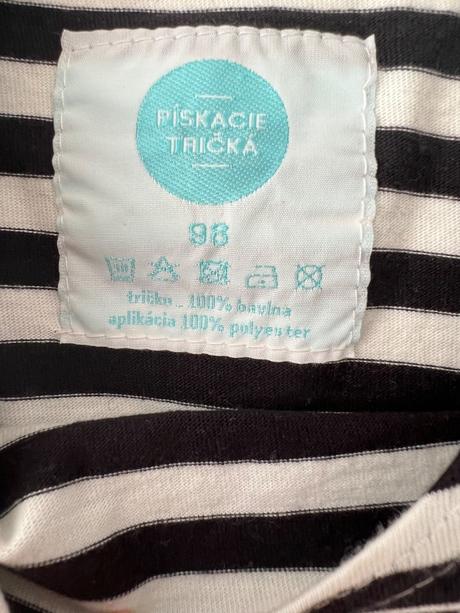 PÍSKACIE
TRIČKÁ
98
tričko - 100% bavlna
aplikácia 100% polyester